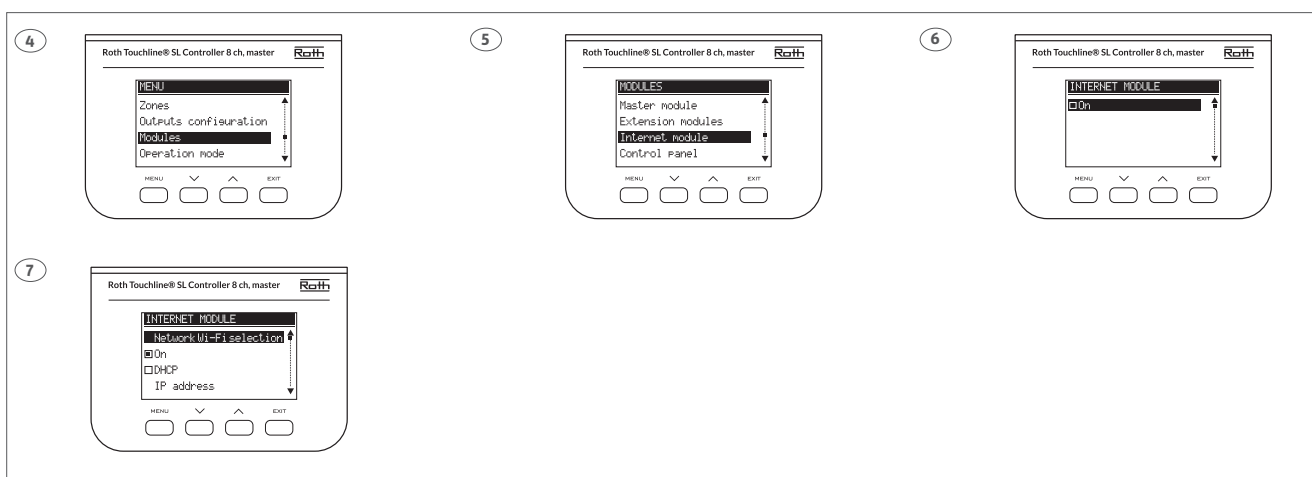 4
Roth Touchline® SL Controller 8 ch, master Roth
MENU
Zones
Outputs configuration
Modules
Operation mode
MENU EXIT
5
Roth Touchline® SL Controller 8 ch, master Roth
MODULES
Master module
Extension modules
Internet module
Control panel
MENU EXIT
6
Roth Touchline® SL Controller 8 ch, master Roth
INTERNET MODULE
On
MENU EXIT
7
Roth Touchline® SL Controller 8 ch, master Roth
INTERNET MODULE
Network Wi-Fi selection
On
DHCP
IP address
MENU EXIT